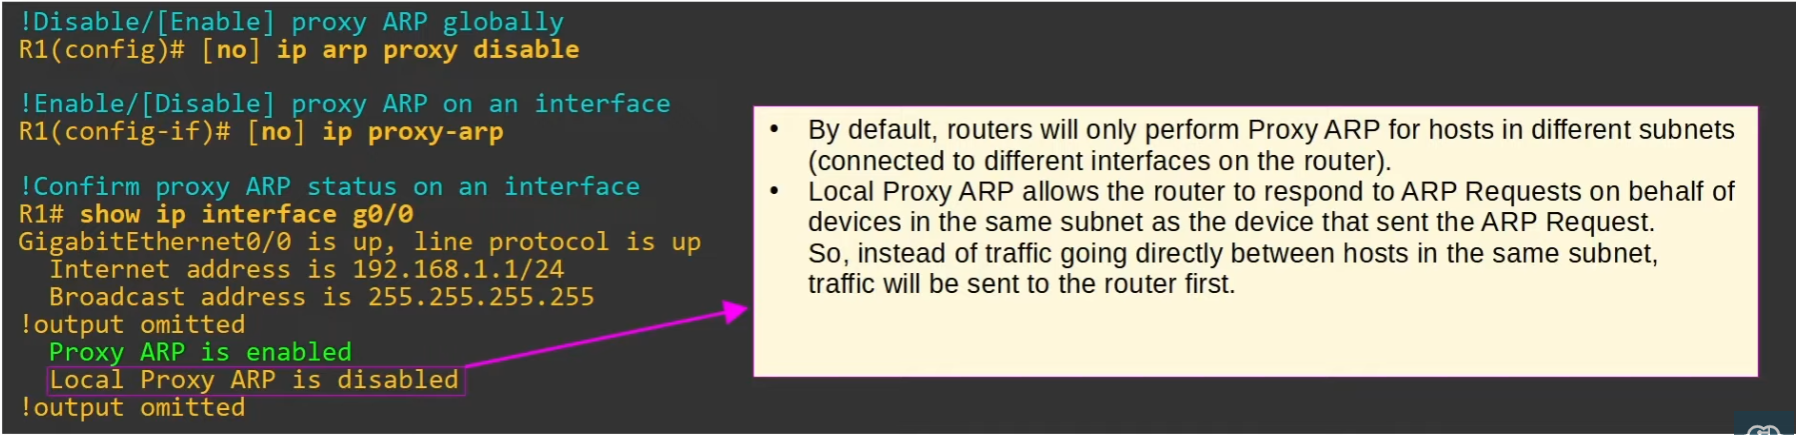 !Disable/[Enable] proxy ARP globally
R1(config)# [no] ip arp proxy disable
!Enable/[Disable] proxy ARP on an interface
R1(config-if)# [no] ip proxy-arp
!Confirm proxy ARP status on an interface
R1# show ip interface g0/0
GigabitEthernet0/0 is up, line protocol is up
Internet address is 192.168.1.1/24
Broadcast address is 255.255.255.255
!output omitted
Proxy ARP is enabled
Local Proxy ARP is disabled
!output omitted
• By default, routers will only perform Proxy ARP for hosts in different subnets
(connected to different interfaces on the router).
• Local Proxy ARP allows the router to respond to ARP Requests on behalf of
devices in the same subnet as the device that sent the ARP Request.
So, instead of traffic going directly between hosts in the same subnet,
traffic will be sent to the router first.